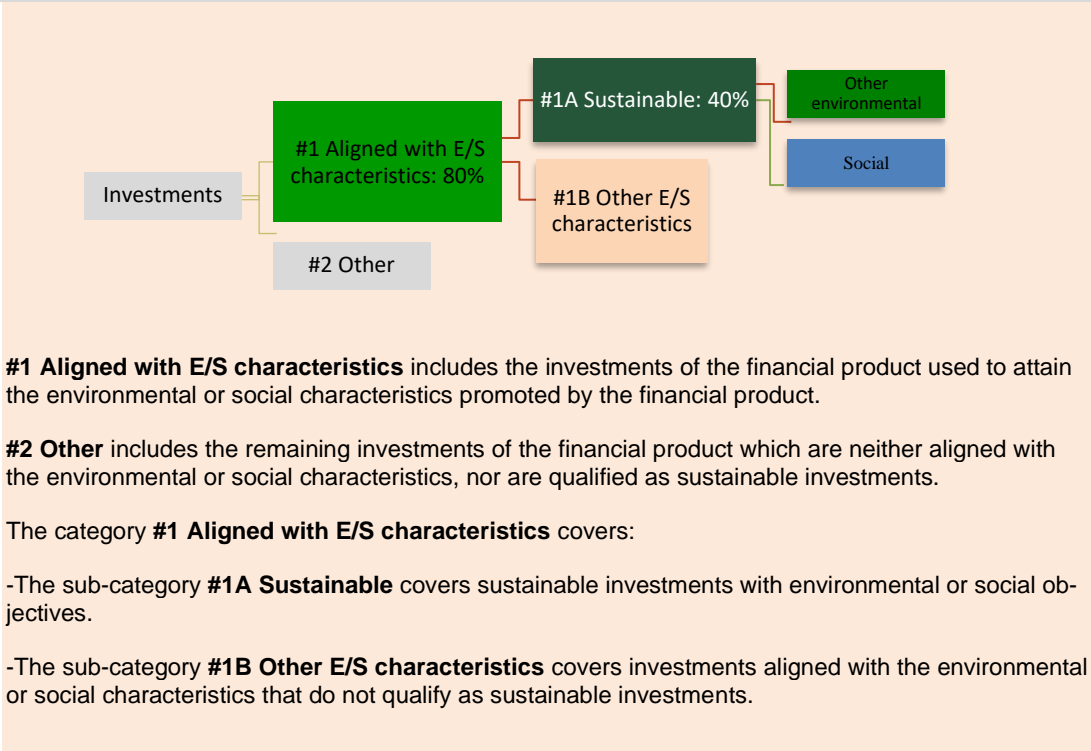 Investments
#1 Aligned with E/S
characteristics: 80%
#2 Other
#1A Sustainable: 40%
#1B Other E/S
characteristics
Other
environmental
Social
#1 Aligned with E/S characteristics includes the investments of the financial product used to attain
the environmental or social characteristics promoted by the financial product.
#2 Other includes the remaining investments of the financial product which are neither aligned with
the environmental or social characteristics, nor are qualified as sustainable investments.
The category #1 Aligned with E/S characteristics covers:
-The sub-category #1A Sustainable covers sustainable investments with environmental or social ob-
jectives.
-The sub-category #1B Other E/S characteristics covers investments aligned with the environmental
or social characteristics that do not qualify as sustainable investments.